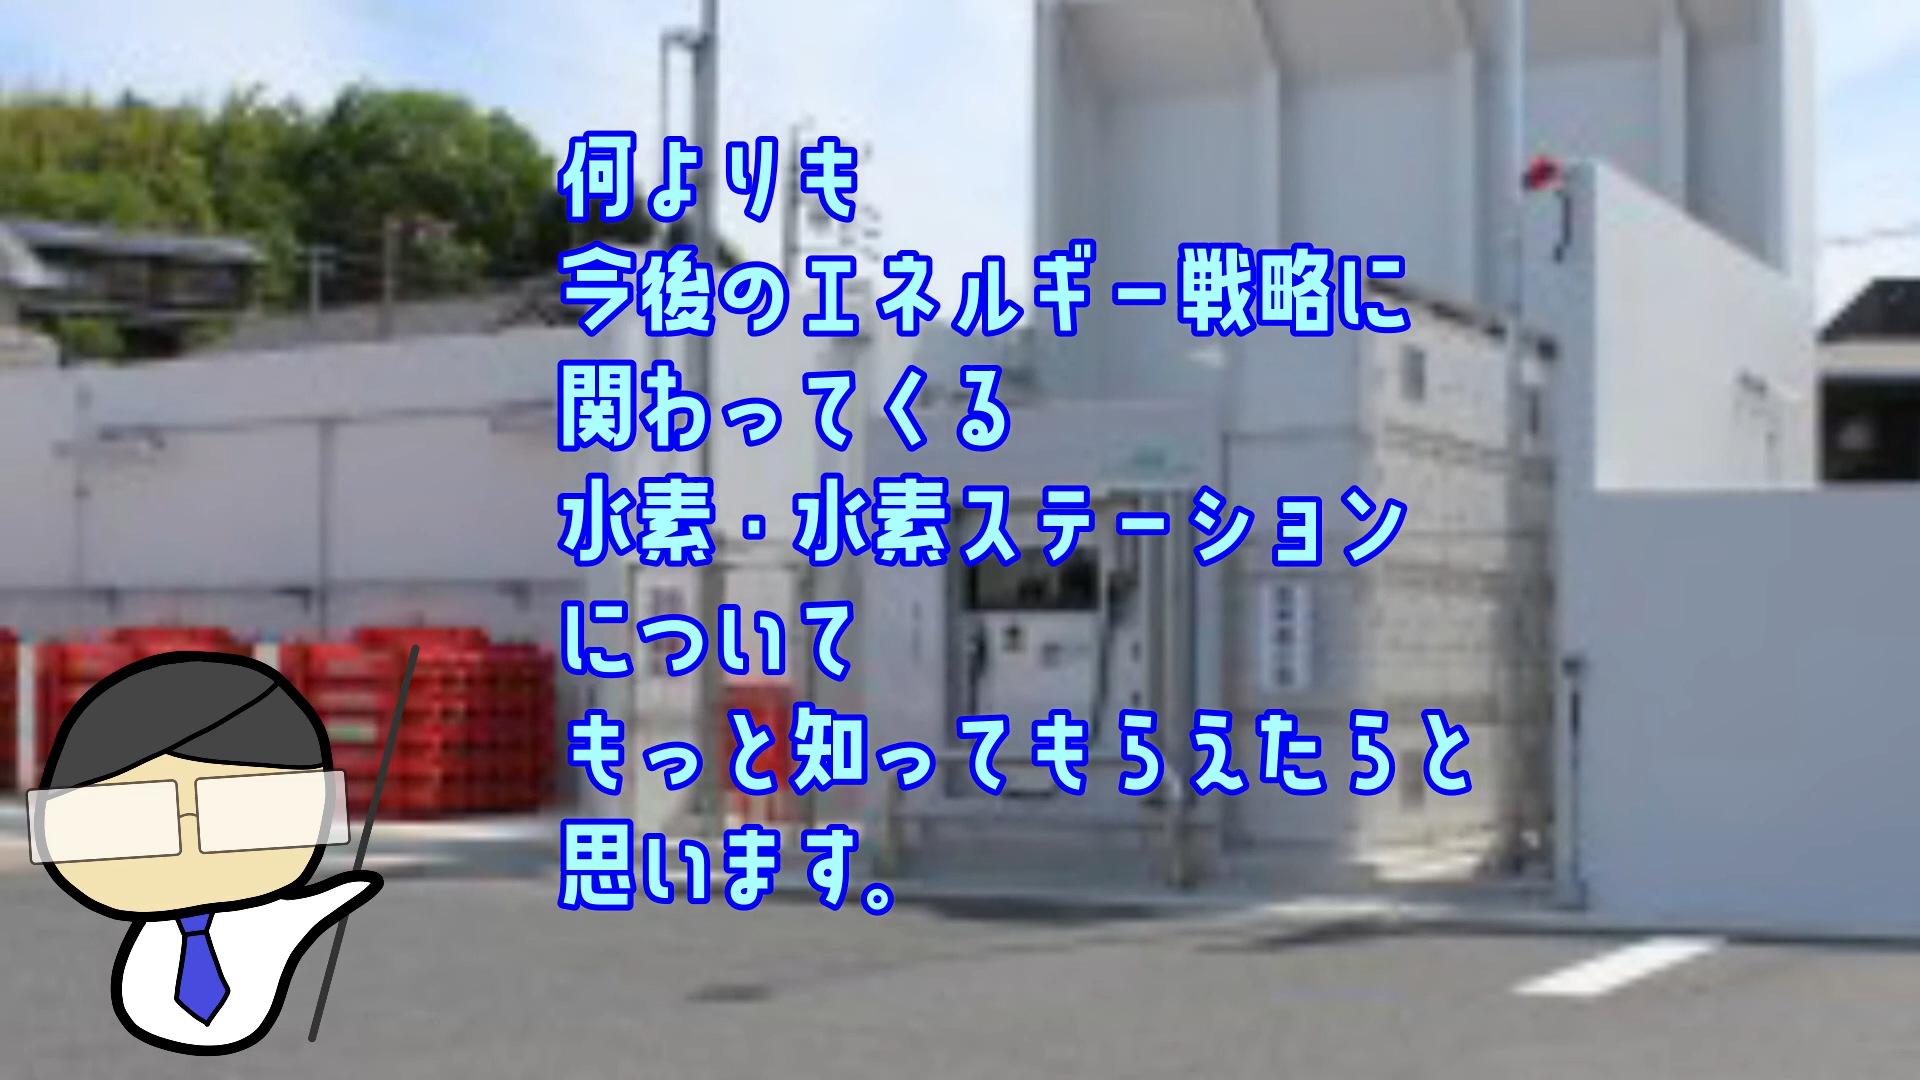 何よりも
今後のエネルギー戦略に
関わってくる
水素・水素ステーション
について
もっと知ってもらえたらと
思います。